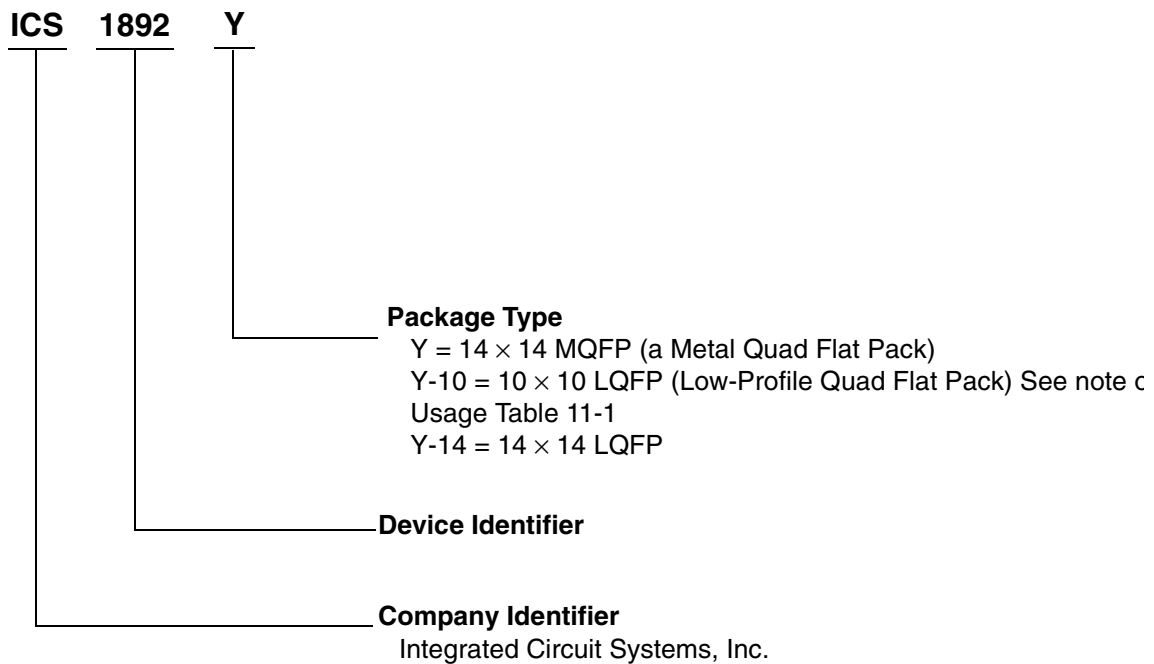 ICS 1892 Y
Package Type
Y = 14 × 14 MQFP (a Metal Quad Flat Pack)
Y-10 = 10 × 10 LQFP (Low-Profile Quad Flat Pack) See note
Usage Table 11-1
Y-14 = 14 × 14 LQFP
Device Identifier
Company Identifier
Integrated Circuit Systems, Inc.